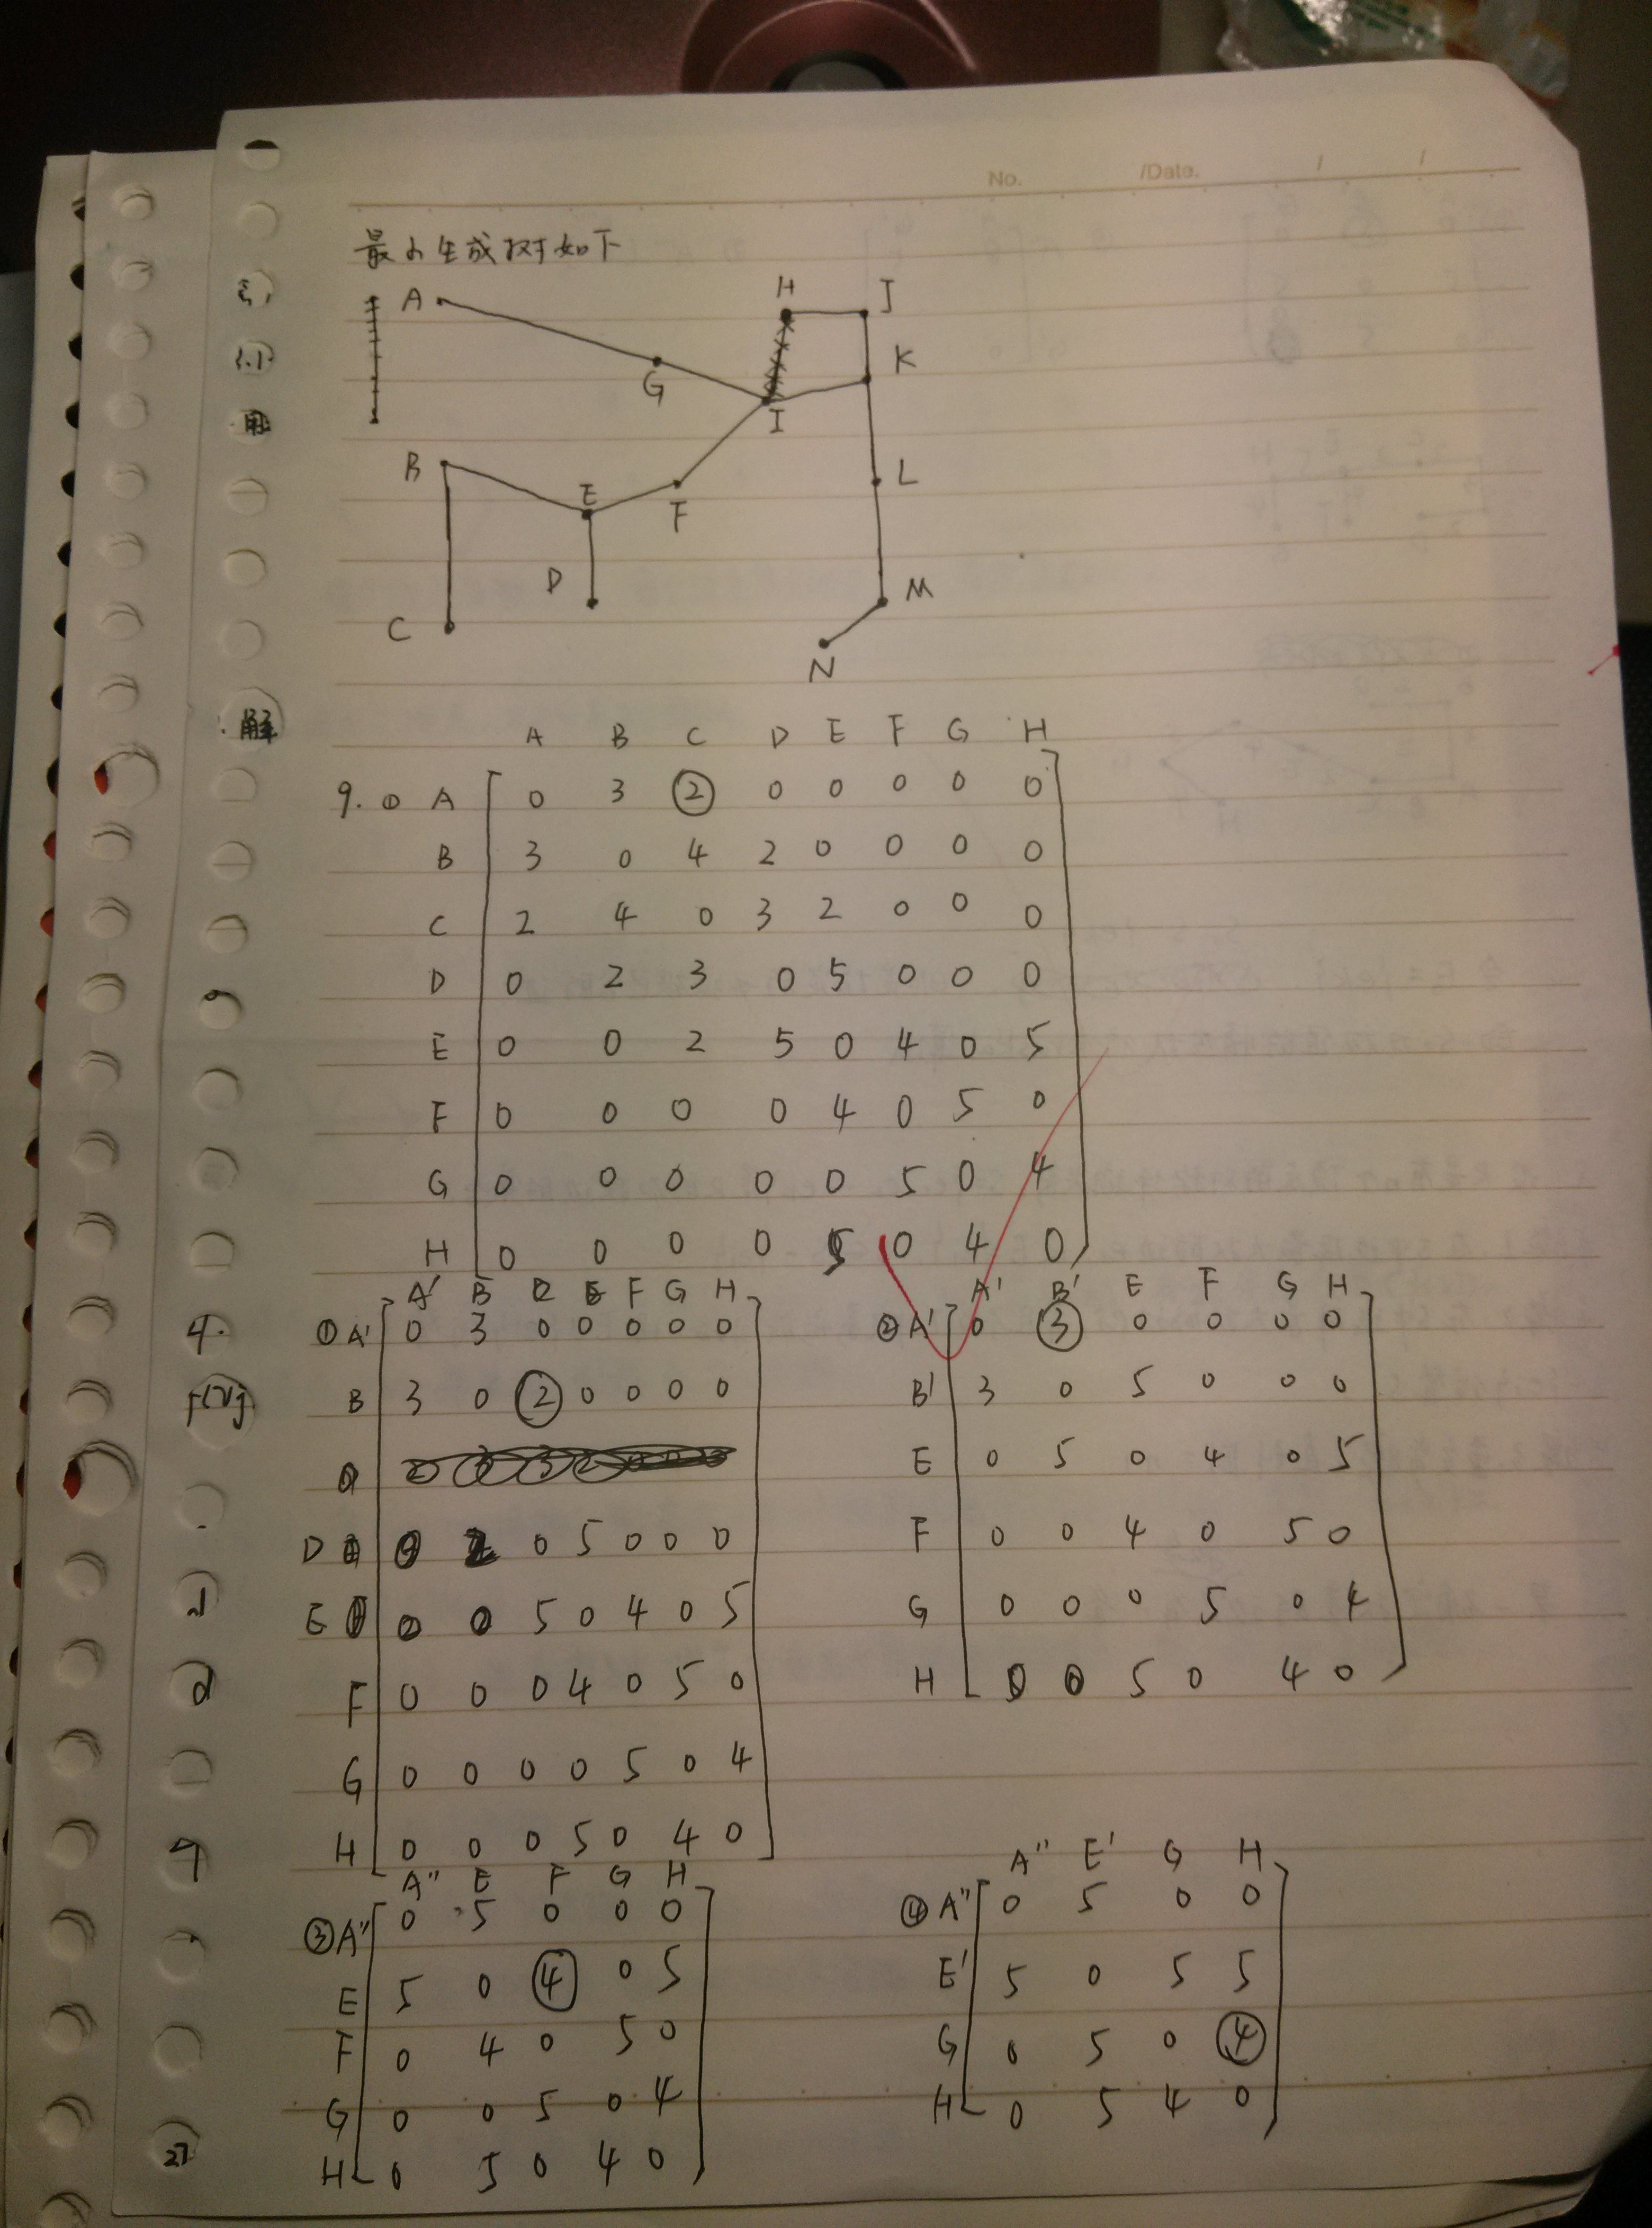 No. /Date. / /
最小生成树如下
A H J
K
G
I
B
E
F
L
D
M
C
N
解
A B C D E F G H
9. ① A 0 3 ② 0 0 0 0 0
B 3 0 4 2 0 0 0 0
C 2 4 0 3 2 0 0 0
D 0 2 3 0 5 0 0 0
E 0 0 2 5 0 4 0 5
F 0 0 0 0 4 0 5 0
G 0 0 0 0 0 5 0 4
H 0 0 0 0 5 0 4 0
A' B D E F G H
① A' 0 3 0 0 0 0 0
B 3 0 ② 0 0 0 0
D 0 2 0 5 0 0 0
E 0 0 5 0 4 0 5
F 0 0 0 4 0 5 0
G 0 0 0 0 5 0 4
H 0 0 0 5 0 4 0
A' B' E F G H
② A' 0 ③ 0 0 0 0
B' 3 0 5 0 0 0
E 0 5 0 4 0 5
F 0 0 4 0 5 0
G 0 0 0 5 0 4
H 0 0 5 0 4 0
A'' E F G H
③ A'' 0 5 0 0 0
E 5 0 ④ 0 5
F 0 4 0 5 0
G 0 0 5 0 4
H 0 5 0 4 0
A'' E' G H
④ A'' 0 5 0 0
E' 5 0 5 5
G 0 5 0 ④
H 0 5 4 0
4.
27